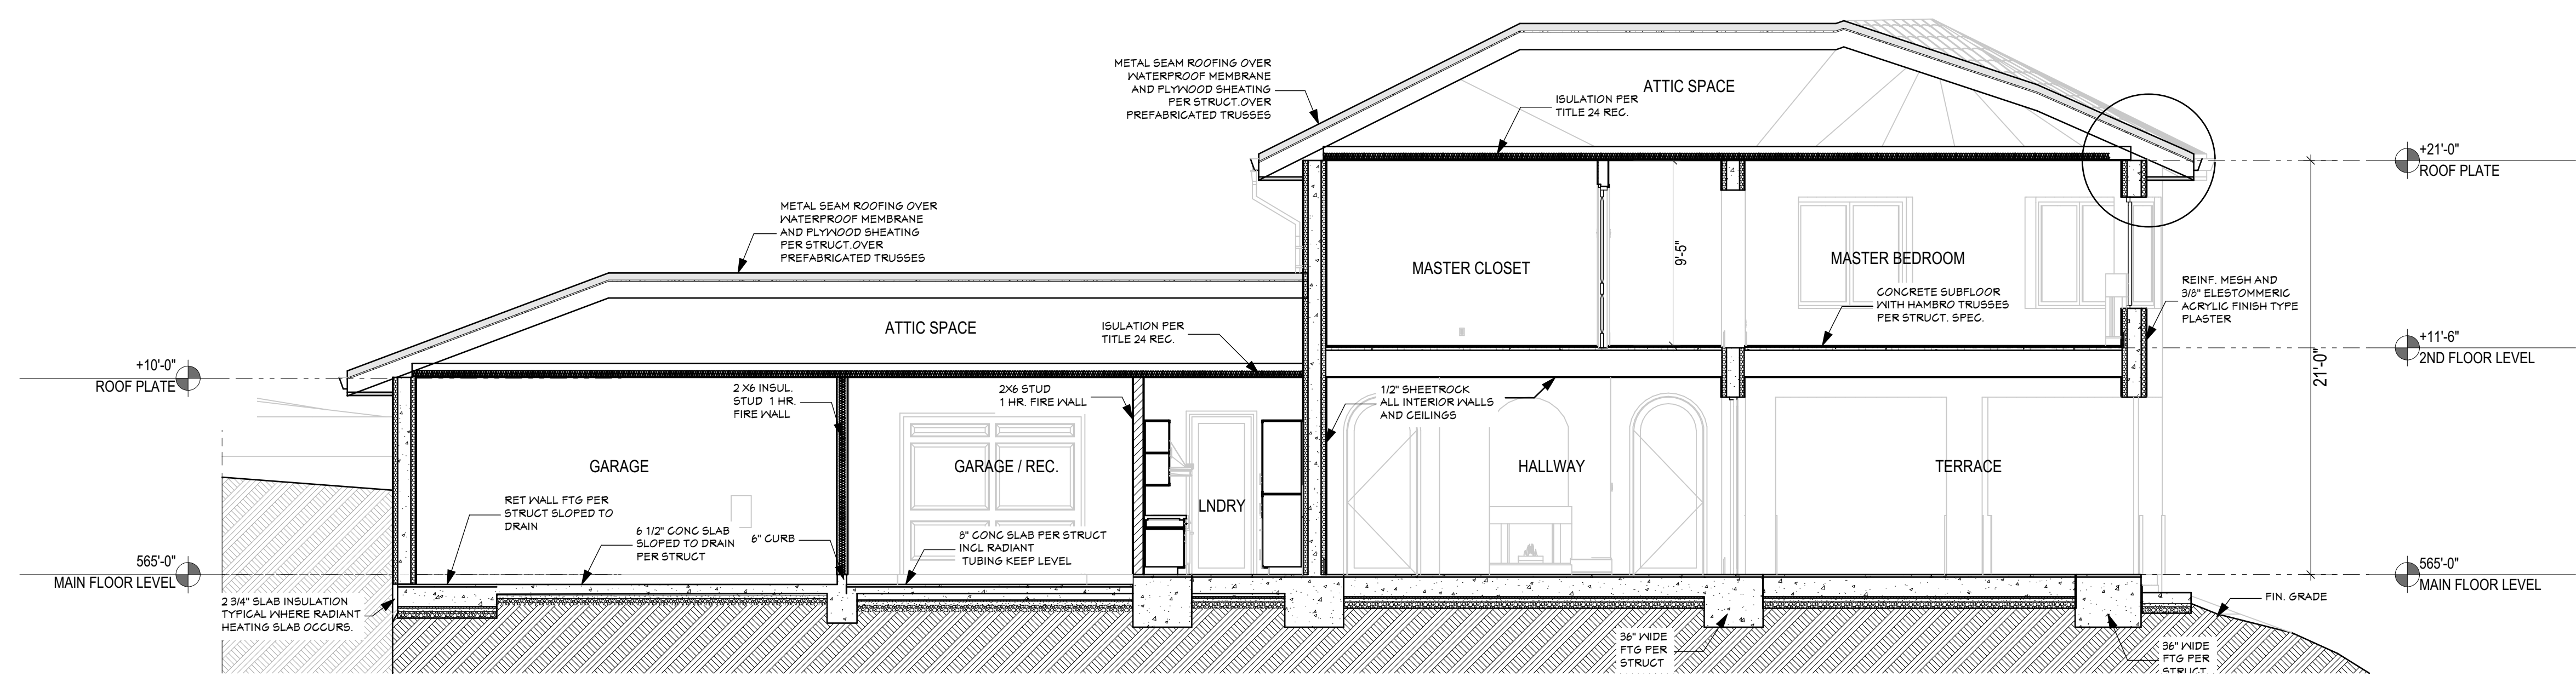 METAL SEAM ROOFING OVER
WATERPROOF MEMBRANE
AND PLYWOOD SHEATING
PER STRUCT.OVER
PREFABRICATED TRUSSES
ATTIC SPACE
ISULATION PER
TITLE 24 REC.
+21'-0"
ROOF PLATE
METAL SEAM ROOFING OVER
WATERPROOF MEMBRANE
AND PLYWOOD SHEATING
PER STRUCT.OVER
PREFABRICATED TRUSSES
MASTER CLOSET
9'-5"
MASTER BEDROOM
CONCRETE SUBFLOOR
WITH HAMBRO TRUSSES
PER STRUCT. SPEC.
REINF. MESH AND
3/8" ELESTOMMERIC
ACRYLIC FINISH TYPE
PLASTER
ATTIC SPACE
ISULATION PER
TITLE 24 REC.
+11'-6"
2ND FLOOR LEVEL
21'-0"
+10'-0"
ROOF PLATE
2 X6 INSUL.
STUD 1 HR.
FIRE WALL
2X6 STUD
1 HR. FIRE WALL
1/2" SHEETROCK
ALL INTERIOR WALLS
AND CEILINGS
GARAGE
GARAGE / REC.
LNDRY
HALLWAY
TERRACE
RET WALL FTG PER
STRUCT SLOPED TO
DRAIN
6 1/2" CONC SLAB
SLOPED TO DRAIN
PER STRUCT
6" CURB
8" CONC SLAB PER STRUCT
INCL RADIANT
TUBING KEEP LEVEL
565'-0"
MAIN FLOOR LEVEL
565'-0"
MAIN FLOOR LEVEL
2 3/4" SLAB INSULATION
TYPICAL WHERE RADIANT
HEATING SLAB OCCURS.
FIN. GRADE
36" WIDE
FTG PER
STRUCT
36" WIDE
FTG PER
STRUCT